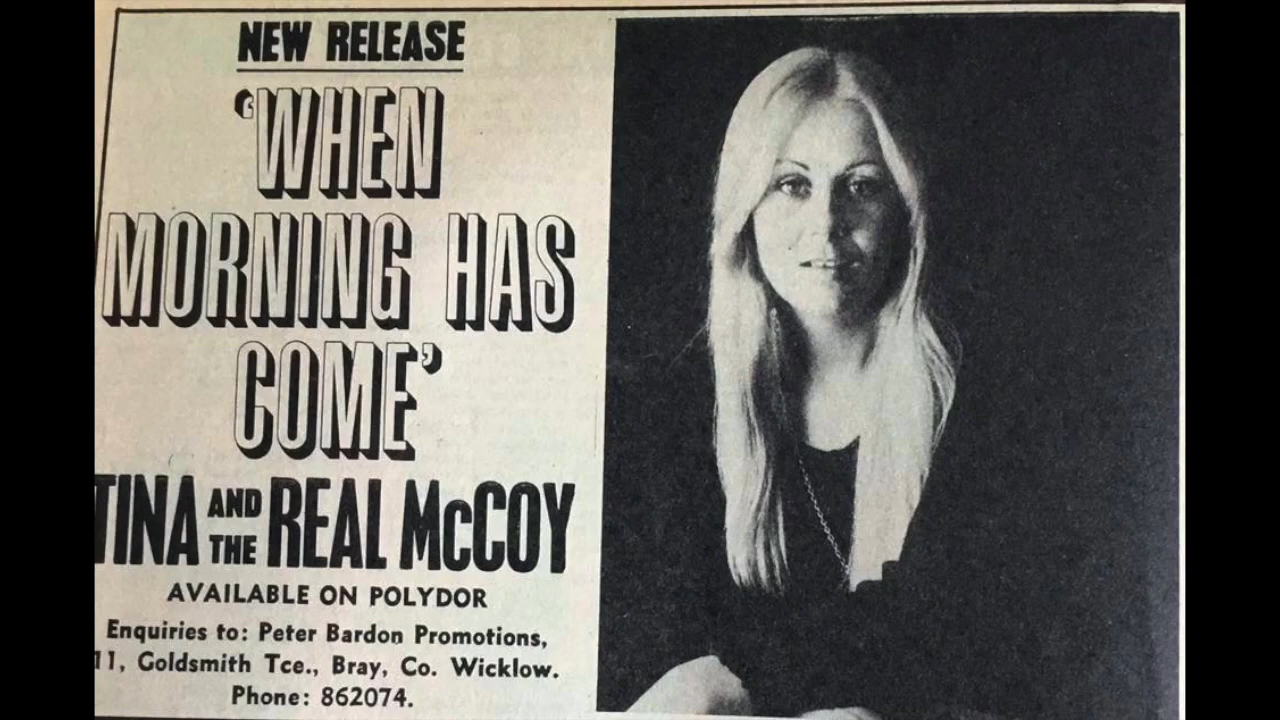 NEW RELEASE
‘WHEN
MORNING HAS
COME’
TINA AND THE REAL McCOY
AVAILABLE ON POLYDOR
Enquiries to: Peter Bardon Promotions,
11, Goldsmith Tce., Bray, Co. Wicklow.
Phone: 862074.